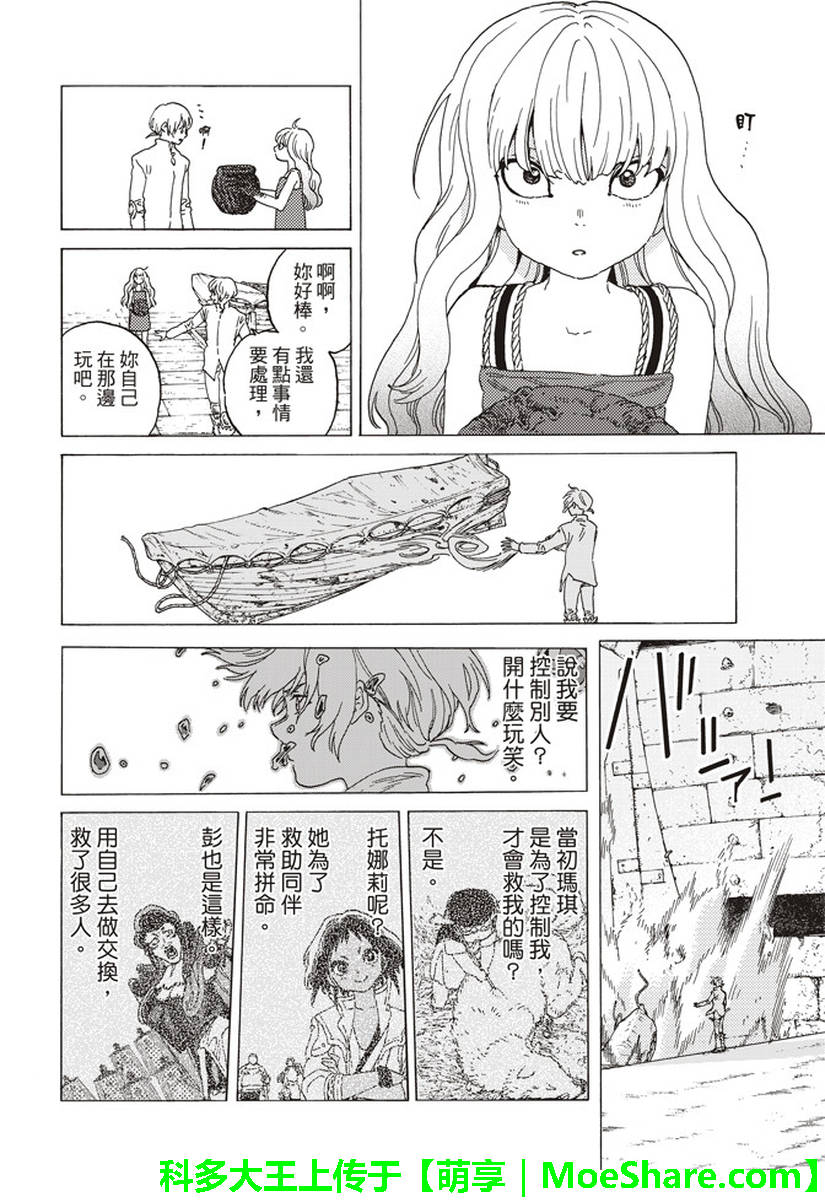 盯…
啊！
啊啊，
妳好棒。
我還
有點事情
要處理，
妳自己
在那邊
玩吧。
バッ！
說我要
控制別人？
開什麼玩笑。
當初瑪琪
是為了控制我，
才會救我的嗎？
不是。
托娜莉呢？
她為了
救助同伴
非常拼命。
彭也是這樣。
用自己去做交換，
救了很多人。
科多大王上传于【萌享｜MoeShare.com】